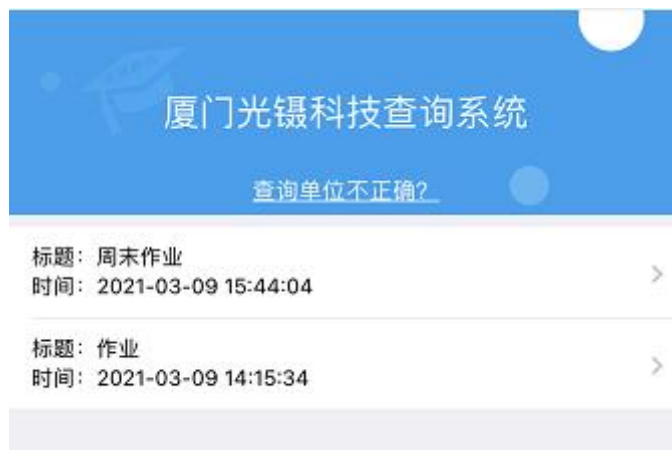 厦门光镊科技查询系统
查询单位不正确?
标题：周末作业
时间：2021-03-09 15:44:04
标题：作业
时间：2021-03-09 14:15:34